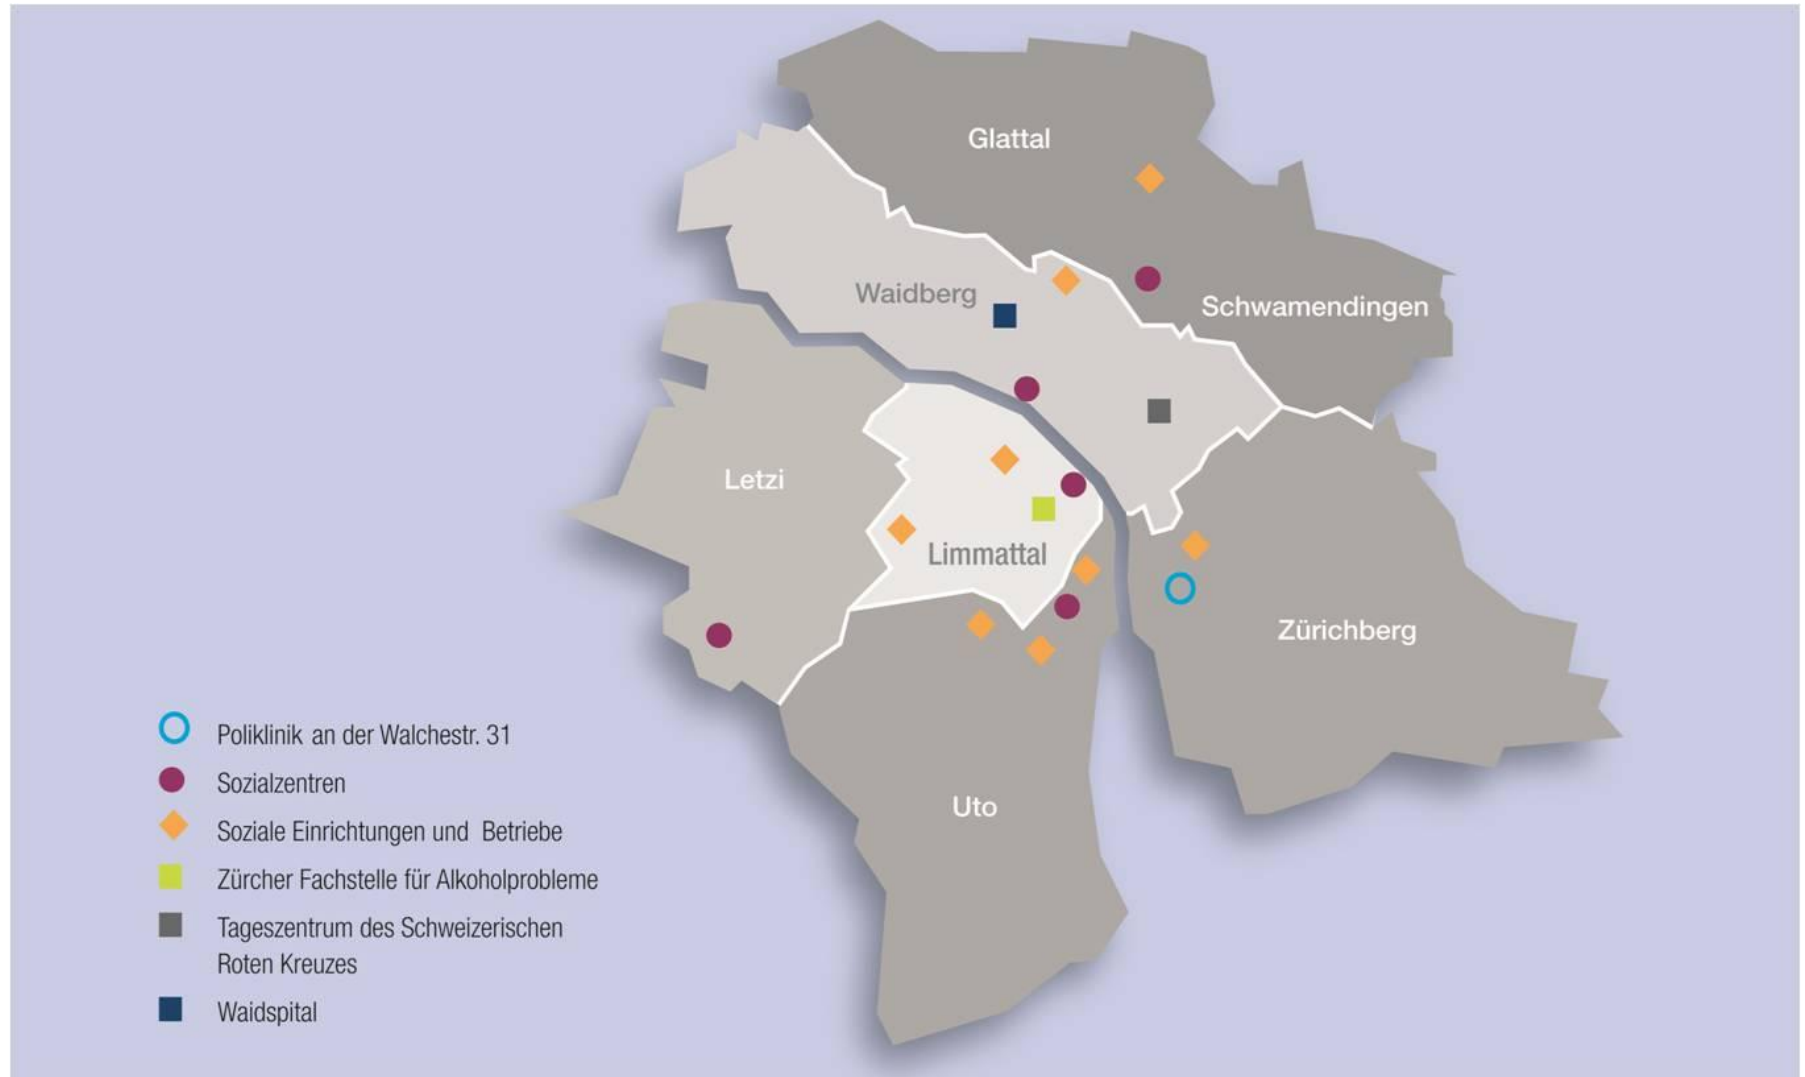 Glattal
Waidberg
Schwamendingen
Letzi
Limmattal
Zürichberg
Uto
Poliklinik an der Walchestr. 31
Sozialzentren
Soziale Einrichtungen und Betriebe
Zürcher Fachstelle für Alkoholprobleme
Tageszentrum des Schweizerischen
Roten Kreuzes
Waidspital